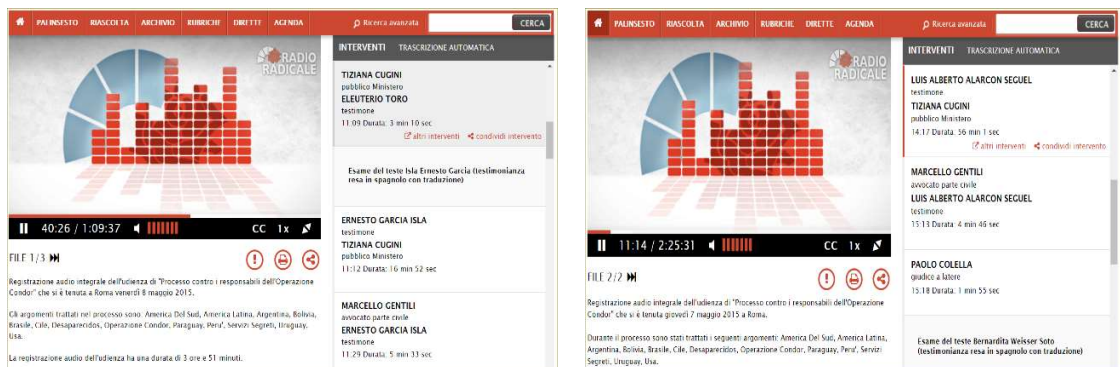 PALINSESTO RIASCOLTA ARCHIVIO RUBRICHE DIRETTE AGENDA
Ricerca avanzata CERCA
RADIO
RADICALE
40:26 / 1:09:37 CC 1x
FILE 1/3
Registrazione audio integrale dell'udienza di "Processo contro i responsabili dell'Operazione
Condor" che si è tenuta a Roma venerdì 8 maggio 2015.
Gli argomenti trattati nel processo sono: America Del Sud, America Latina, Argentina, Bolivia,
Brasile, Cile, Desaparecidos, Operazione Condor, Paraguay, Peru', Servizi Segreti, Uruguay,
Usa.
La registrazione audio dell'udienza ha una durata di 3 ore e 51 minuti.
INTERVENTI TRASCRIZIONE AUTOMATICA
TIZIANA CUGINI
pubblico Ministero
ELEUTERIO TORO
testimone
11:09 Durata: 3 min 10 sec
altri interventi condividi intervento
Esame del teste Isla Ernesto Garcia (testimonianza
resa in spagnolo con traduzione)
ERNESTO GARCIA ISLA
testimone
TIZIANA CUGINI
pubblico Ministero
11:12 Durata: 16 min 52 sec
MARCELLO GENTILI
avvocato parte civile
ERNESTO GARCIA ISLA
testimone
11:29 Durata: 5 min 33 sec
PALINSESTO RIASCOLTA ARCHIVIO RUBRICHE DIRETTE AGENDA
Ricerca avanzata CERCA
RADIO
RADICALE
11:14 / 2:25:31 CC 1x
FILE 2/2
Registrazione audio integrale dell'udienza di "Processo contro i responsabili dell'Operazione
Condor" che si è tenuta giovedì 7 maggio 2015 a Roma.
Durante il processo sono stati trattati i seguenti argomenti: America Del Sud, America Latina,
Argentina, Bolivia, Brasile, Cile, Desaparecidos, Operazione Condor, Paraguay, Peru', Servizi
Segreti, Uruguay, Usa.
INTERVENTI TRASCRIZIONE AUTOMATICA
LUIS ALBERTO ALARCON SEGUEL
testimone
TIZIANA CUGINI
pubblico Ministero
14:17 Durata: 56 min 1 sec
altri interventi condividi intervento
MARCELLO GENTILI
avvocato parte civile
LUIS ALBERTO ALARCON SEGUEL
testimone
15:13 Durata: 4 min 46 sec
PAOLO COLELLA
giudice a latere
15:18 Durata: 1 min 55 sec
Esame del teste Bernardita Weisser Soto
(testimonianza resa in spagnolo con traduzione)